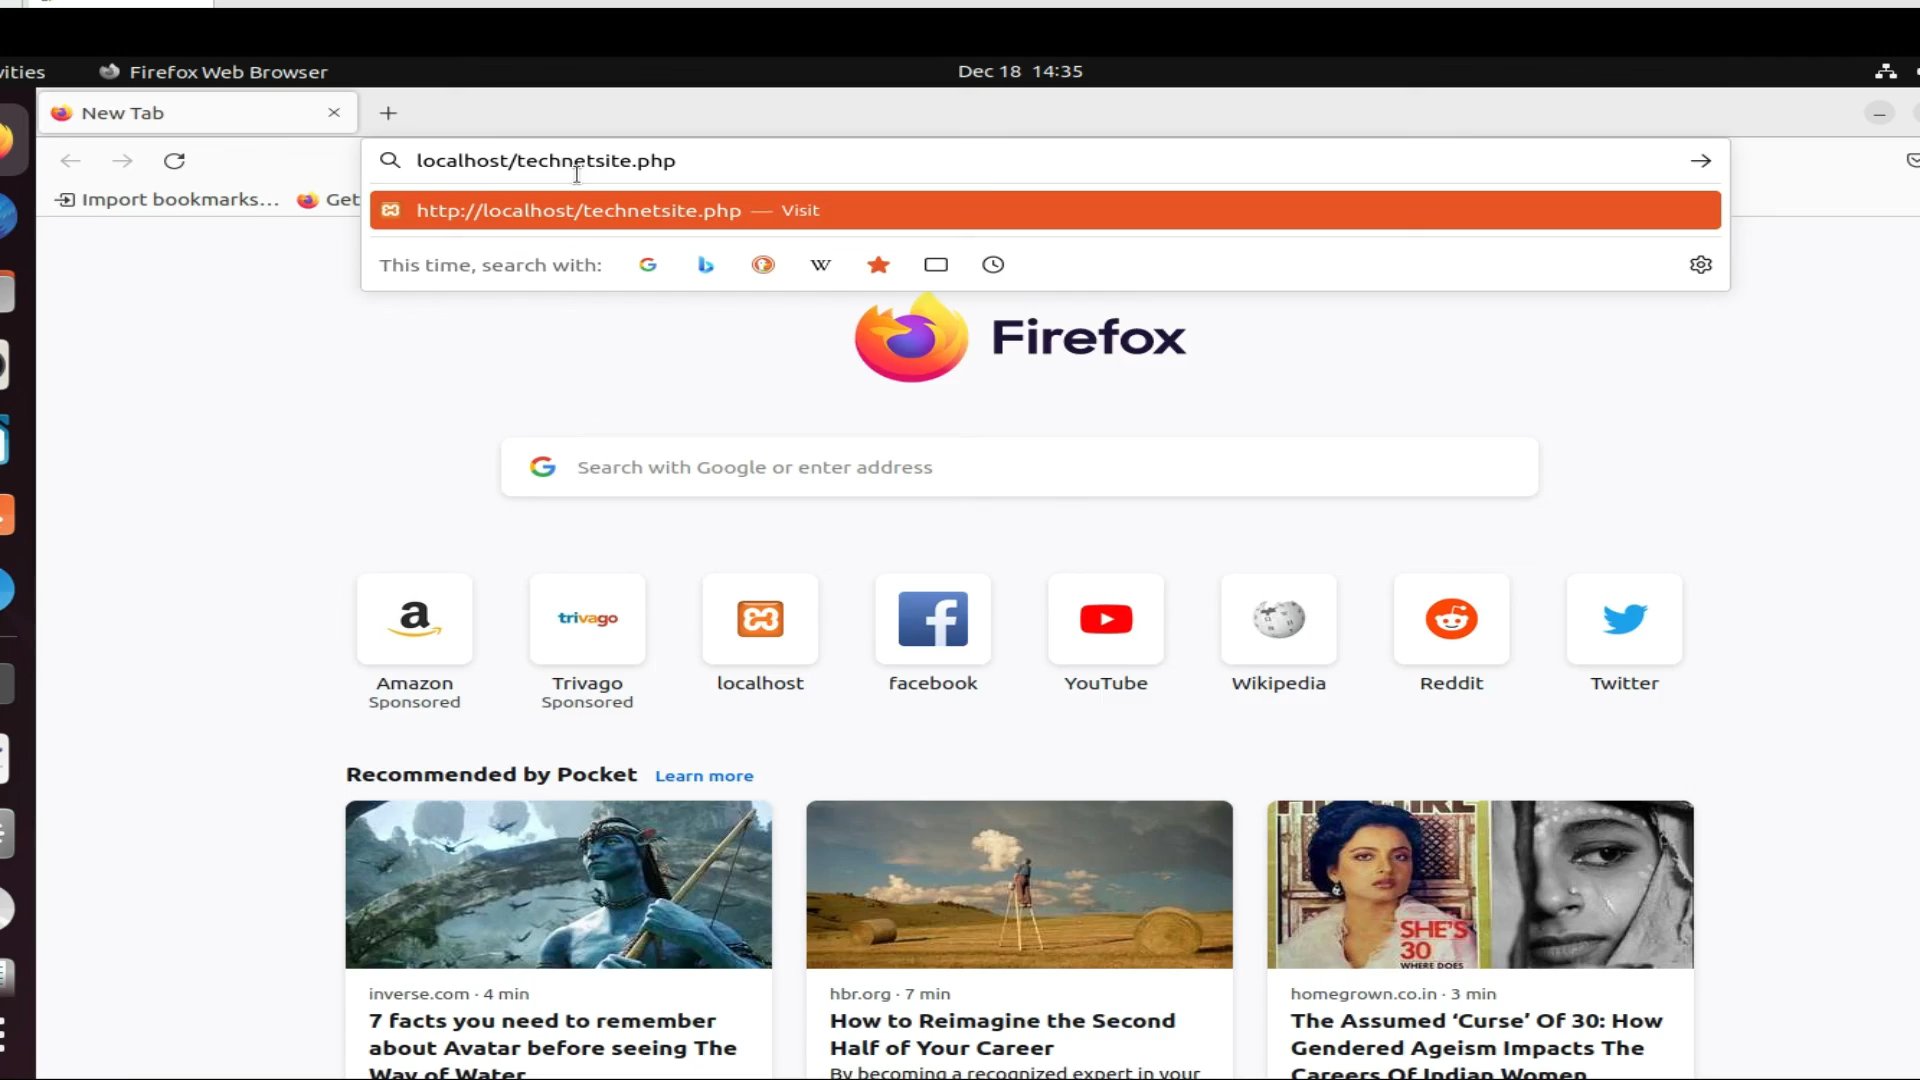 vities
Firefox Web Browser
Dec 18 14:35
New Tab
localhost/technetsite.php
Import bookmarks...
Get
http://localhost/technetsite.php — Visit
This time, search with:
Firefox
Search with Google or enter address
trivago
Amazon
Sponsored
Trivago
Sponsored
localhost
facebook
YouTube
Wikipedia
Reddit
Twitter
Recommended by Pocket Learn more
SHE'S
30
WHERE DOES
inverse.com · 4 min
7 facts you need to remember
about Avatar before seeing The
Way of Water
hbr.org · 7 min
How to Reimagine the Second
Half of Your Career
By becoming a recognized expert in your
homegrown.co.in · 3 min
The Assumed ‘Curse’ Of 30: How
Gendered Ageism Impacts The
Careers Of Indian Women